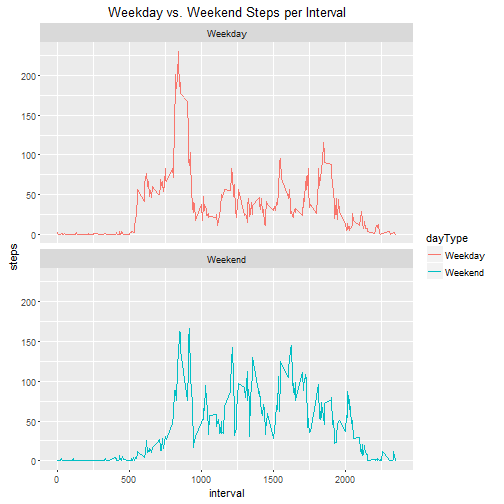 Weekday vs. Weekend Steps per Interval
Weekday
200
150
100
50
0
steps
Weekend
200
150
100
50
0
0
500
1000
1500
2000
interval
dayType
Weekday
Weekend